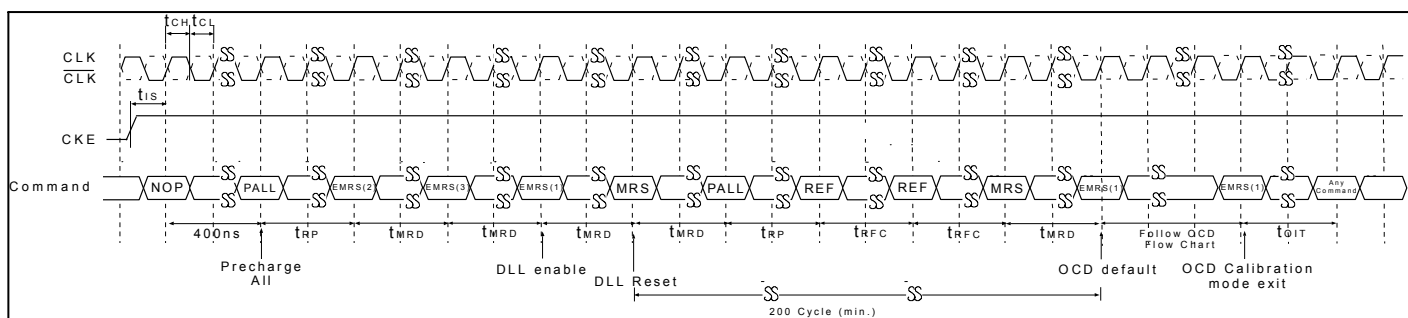 tCH tCL
CLK
CLK
tIS
CKE
Command
NOP PALL EMRS(2) EMRS(3) EMRS(1) MRS PALL REF REF MRS EMRS(1) EMRS(1) Any Command
400ns tRP tMRD tMRD tMRD tMRD tRP tRFC tRFC tMRD Follow OCD Flow Chart tOIT
Precharge All
DLL enable
DLL Reset
OCD default
OCD Calibration mode exit
200 Cycle (min.)